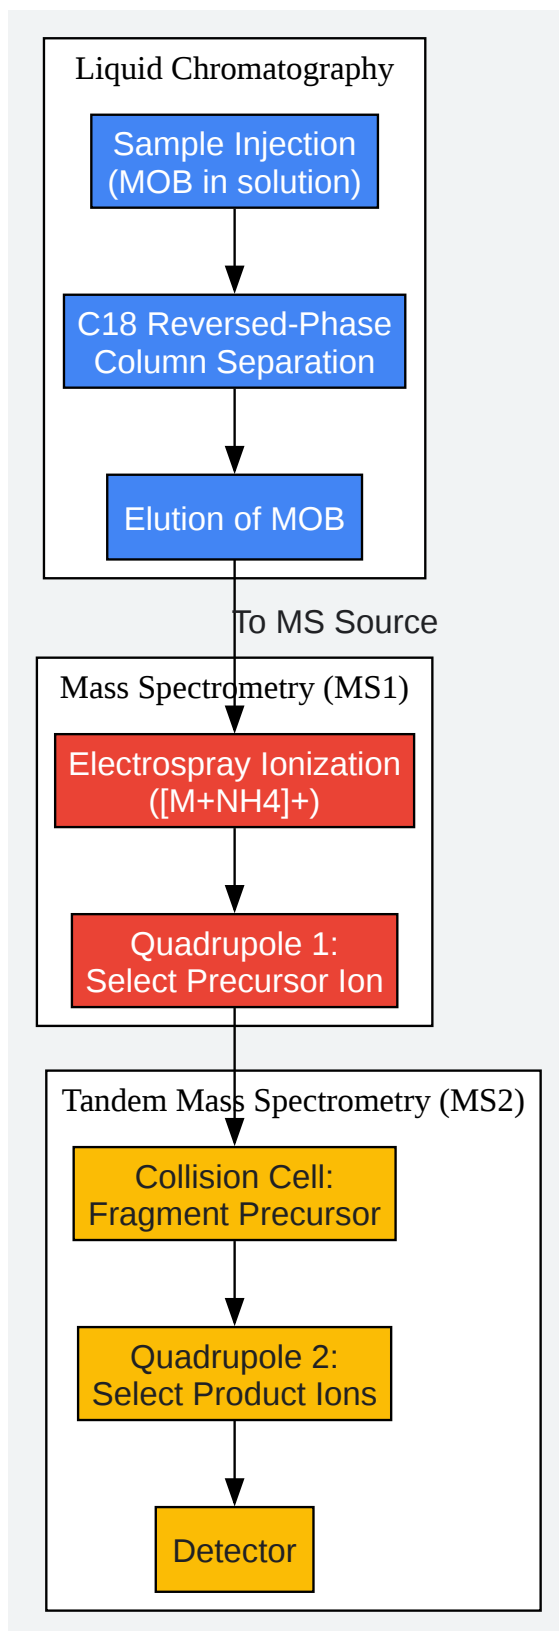 Liquid Chromatography
Sample Injection
(MOB in solution)
C18 Reversed-Phase
Column Separation
Elution of MOB
To MS Source
Mass Spectrometry (MS1)
Electrospray Ionization
([M+NH4]+)
Quadrupole 1:
Select Precursor Ion
Tandem Mass Spectrometry (MS2)
Collision Cell:
Fragment Precursor
Quadrupole 2:
Select Product Ions
Detector